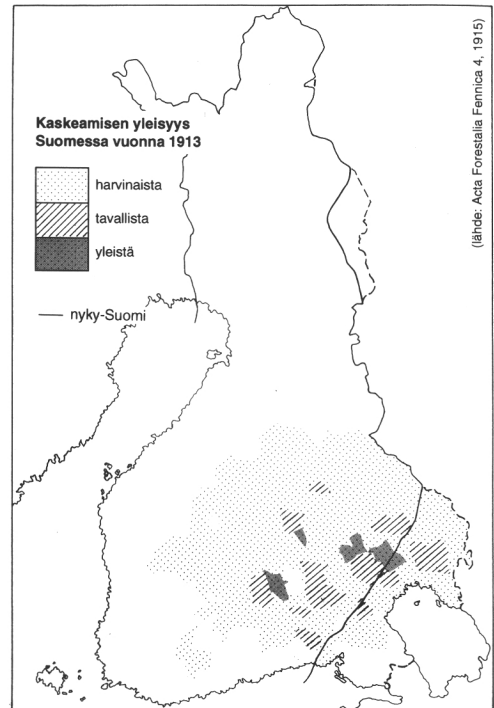 Kaskeamisen yleisyys
Suomessa vuonna 1913
harvinaista
tavallista
yleistä
nyky-Suomi
(lähde: Acta Forestalia Fennica 4, 1915)